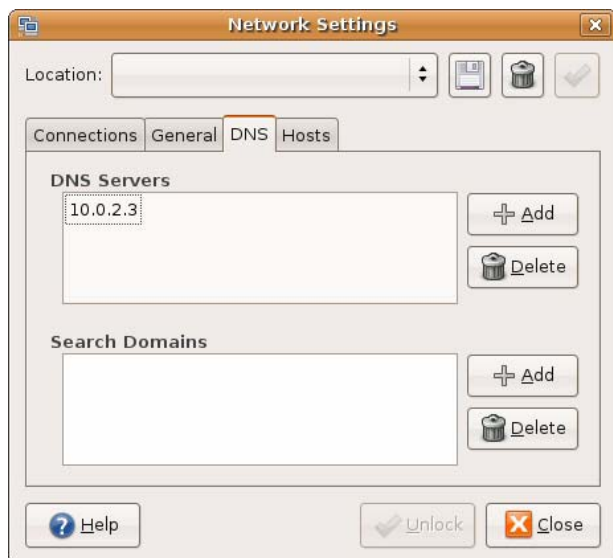 Network Settings
Location:
Connections General DNS Hosts
DNS Servers
10.0.2.3
Add
Delete
Search Domains
Add
Delete
Help
Unlock
Close